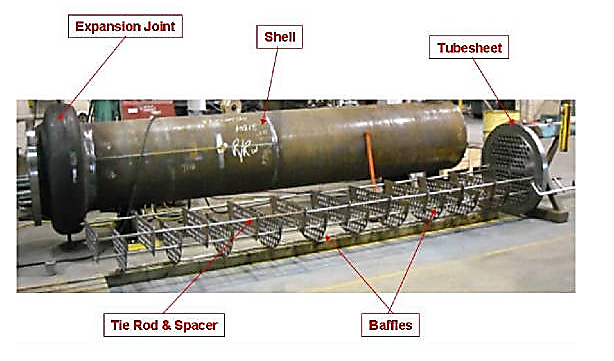 Expansion Joint
Shell
Tubesheet
Tie Rod & Spacer
Baffles